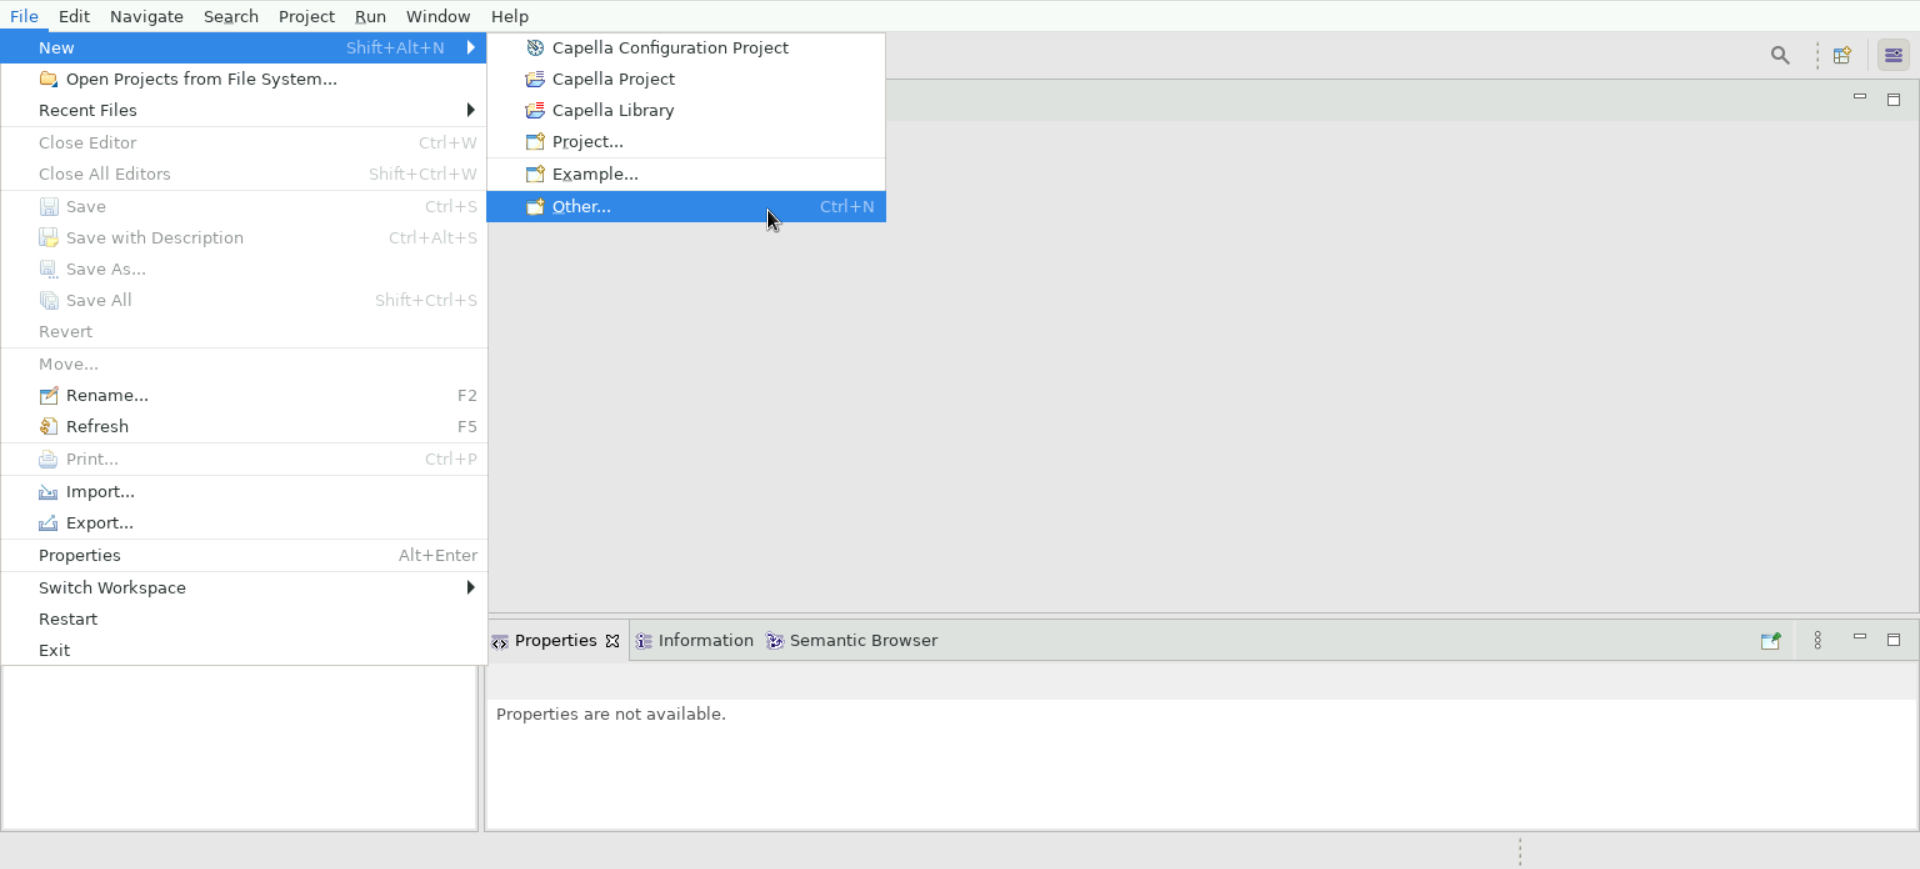 File Edit Navigate Search Project Run Window Help
New Shift+Alt+N
Open Projects from File System...
Recent Files
Close Editor Ctrl+W
Close All Editors Shift+Ctrl+W
Save Ctrl+S
Save with Description Ctrl+Alt+S
Save As...
Save All Shift+Ctrl+S
Revert
Move...
Rename... F2
Refresh F5
Print... Ctrl+P
Import...
Export...
Properties Alt+Enter
Switch Workspace
Restart
Exit
Capella Configuration Project
Capella Project
Capella Library
Project...
Example...
Other... Ctrl+N
Properties Information Semantic Browser
Properties are not available.